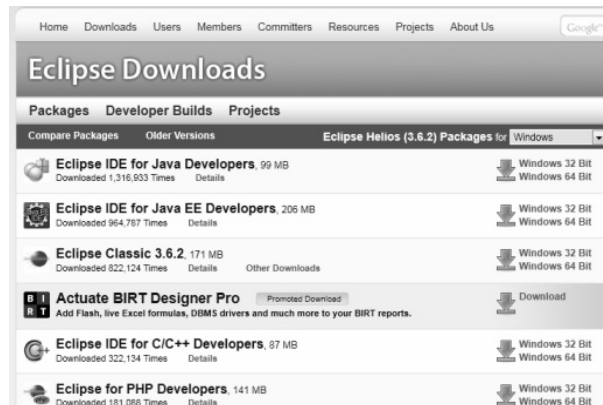 Home Downloads Users Members Committers Resources Projects About Us Google
Eclipse Downloads
Packages Developer Builds Projects
Compare Packages Older Versions Eclipse Helios (3.6.2) Packages for Windows
Eclipse IDE for Java Developers, 99 MB Windows 32 Bit
Downloaded 1,316,933 Times Details Windows 64 Bit
Eclipse IDE for Java EE Developers, 206 MB Windows 32 Bit
Downloaded 964,787 Times Details Windows 64 Bit
Eclipse Classic 3.6.2, 171 MB Windows 32 Bit
Downloaded 822,124 Times Details Other Downloads Windows 64 Bit
BIRT Actuate BIRT Designer Pro Promoted Download Download
Add Flash, live Excel formulas, DBMS drivers and much more to your BIRT reports.
Eclipse IDE for C/C++ Developers, 87 MB Windows 32 Bit
Downloaded 322,134 Times Details Windows 64 Bit
Eclipse for PHP Developers, 141 MB Windows 32 Bit
Downloaded 181,088 Times Details Windows 64 Bit